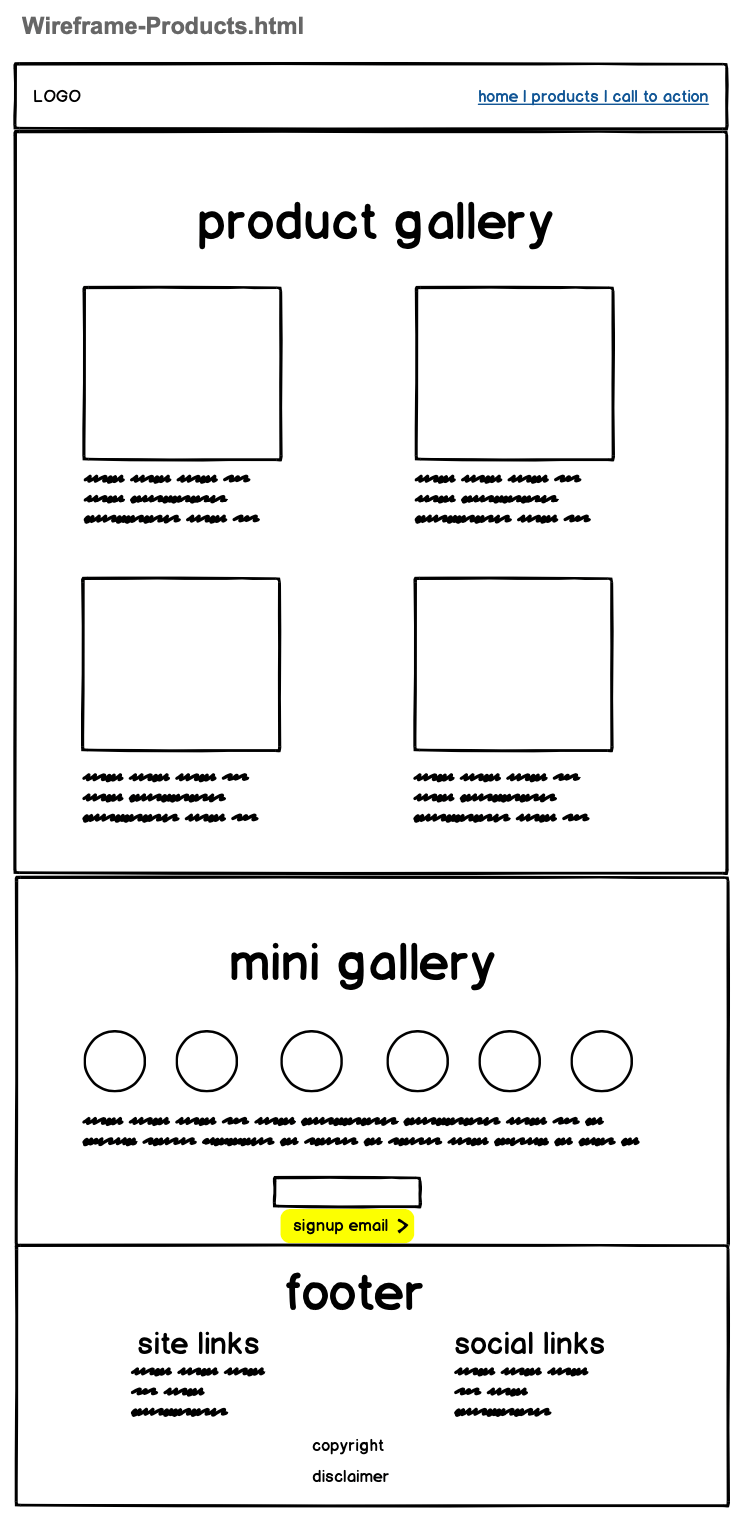 Wireframe-Products.html
LOGO
home | products | call to action
product gallery
mini gallery
signup email >
footer
site links
social links
copyright
disclaimer